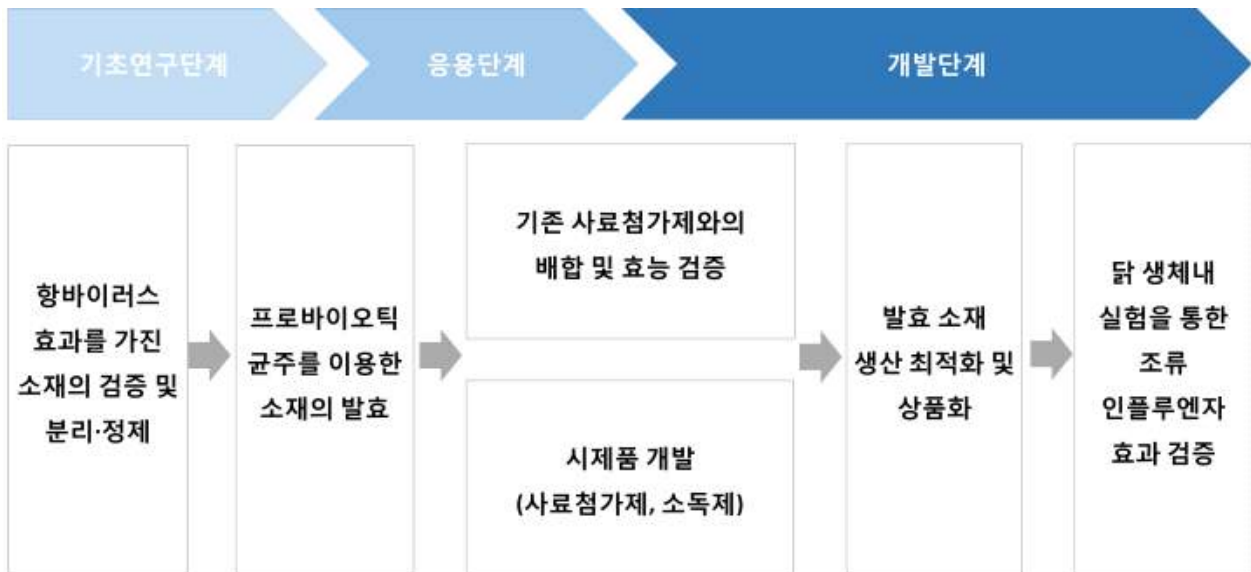 기초연구단계
응용단계
개발단계
항바이러스
효과를 가진
소재의 검증 및
분리·정제
프로바이오틱
균주를 이용한
소재의 발효
기존 사료첨가제와의
배합 및 효능 검증
시제품 개발
(사료첨가제, 소독제)
발효 소재
생산 최적화 및
상품화
닭 생체내
실험을 통한
조류
인플루엔자
효과 검증